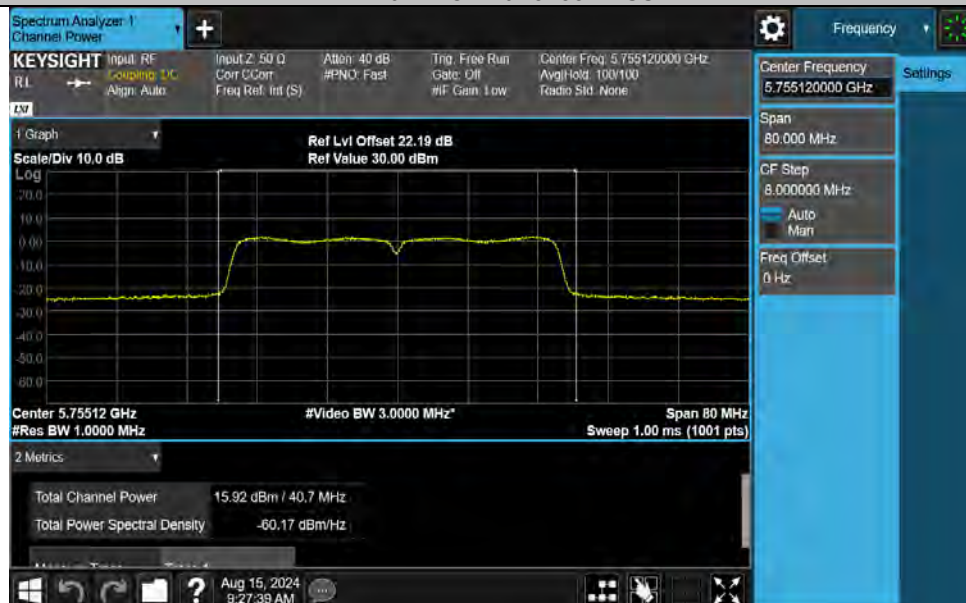 Spectrum Analyzer 1
Channel Power
+
Frequency
KEYSIGHT
RL
LXI
Input: RF
Coupling: DC
Align: Auto
Input Z: 50 Ω
Corr CCorr
Freq Ref: Int (S)
Atten: 40 dB
#PNO: Fast
Trig: Free Run
Gate: Off
#IF Gain: Low
Center Freq: 5.755120000 GHz
Avg|Hold: 100/100
Radio Std: None
Center Frequency
5.755120000 GHz
Settings
Span
80.000 MHz
CF Step
8.000000 MHz
Auto
Man
Freq Offset
0 Hz
1 Graph
Scale/Div 10.0 dB
Ref Lvl Offset 22.19 dB
Ref Value 30.00 dBm
Log
20.0
10.0
0.00
-10.0
-20.0
-30.0
-40.0
-50.0
-60.0
Center 5.75512 GHz
#Video BW 3.0000 MHz*
Span 80 MHz
#Res BW 1.0000 MHz
Sweep 1.00 ms (1001 pts)
2 Metrics
Total Channel Power 15.92 dBm / 40.7 MHz
Total Power Spectral Density -60.17 dBm/Hz
?
Aug 15, 2024
9:27:39 AM